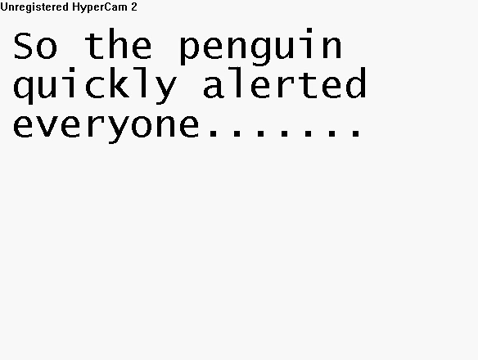 Unregistered HyperCam 2
So the penguin
quickly alerted
everyone.......